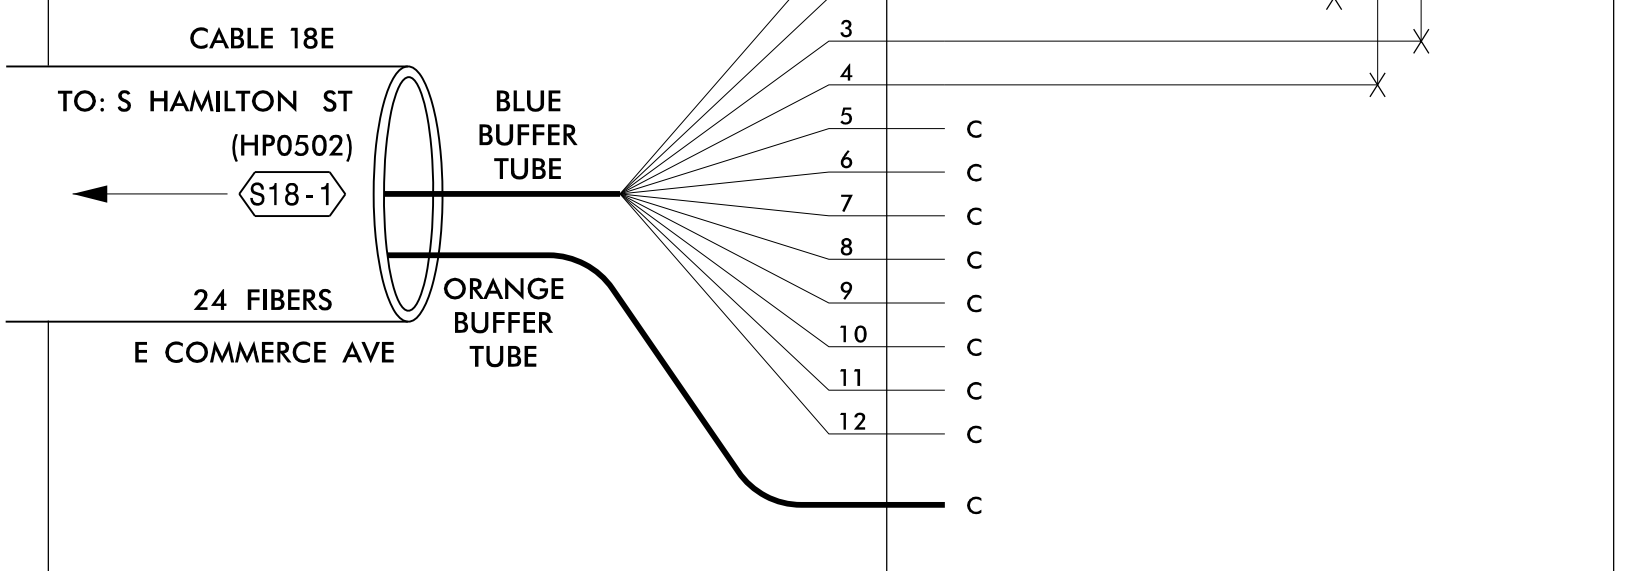 CABLE 18E
TO: S HAMILTON ST
(HP0502)
S18-1
24 FIBERS
E COMMERCE AVE
BLUE
BUFFER
TUBE
ORANGE
BUFFER
TUBE
3
4
5 C
6 C
7 C
8 C
9 C
10 C
11 C
12 C
C